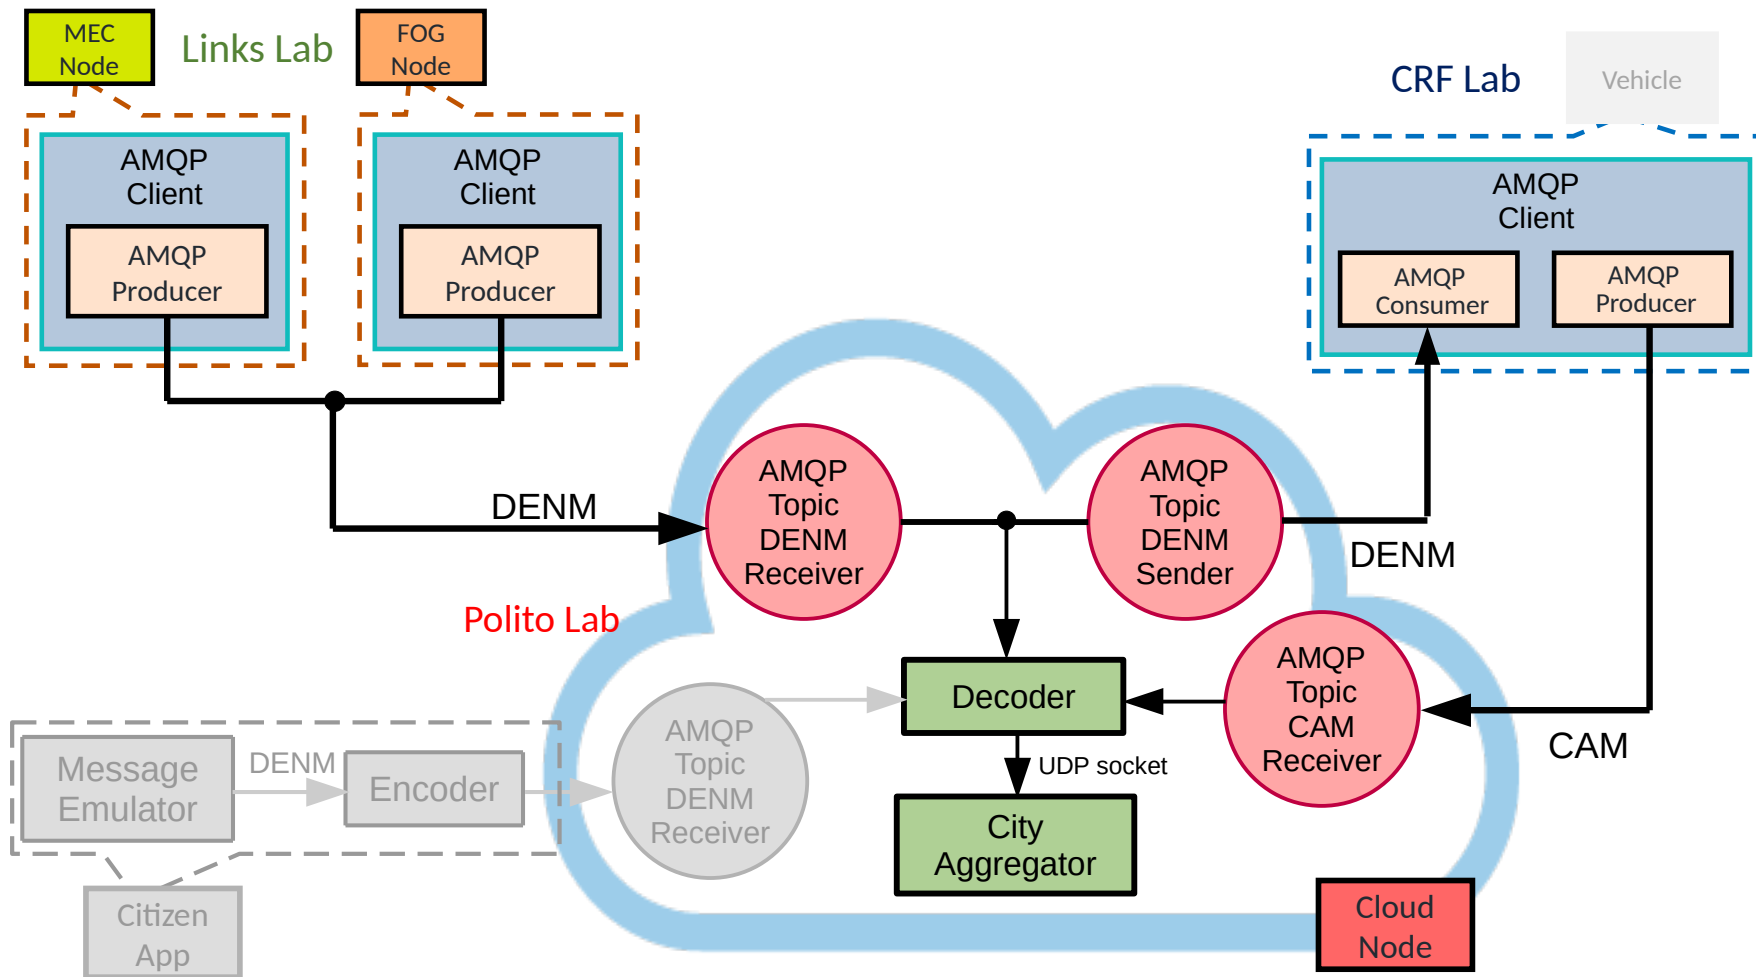 MEC
Node
Links Lab
FOG
Node
CRF Lab
Vehicle
AMQP
Client
AMQP
Producer
AMQP
Client
AMQP
Producer
AMQP
Client
AMQP
Consumer
AMQP
Producer
DENM
AMQP
Topic
DENM
Receiver
AMQP
Topic
DENM
Sender
DENM
Polito Lab
AMQP
Topic
CAM
Receiver
CAM
Decoder
UDP socket
City
Aggregator
Message
Emulator
DENM
Encoder
AMQP
Topic
DENM
Receiver
Citizen
App
Cloud
Node